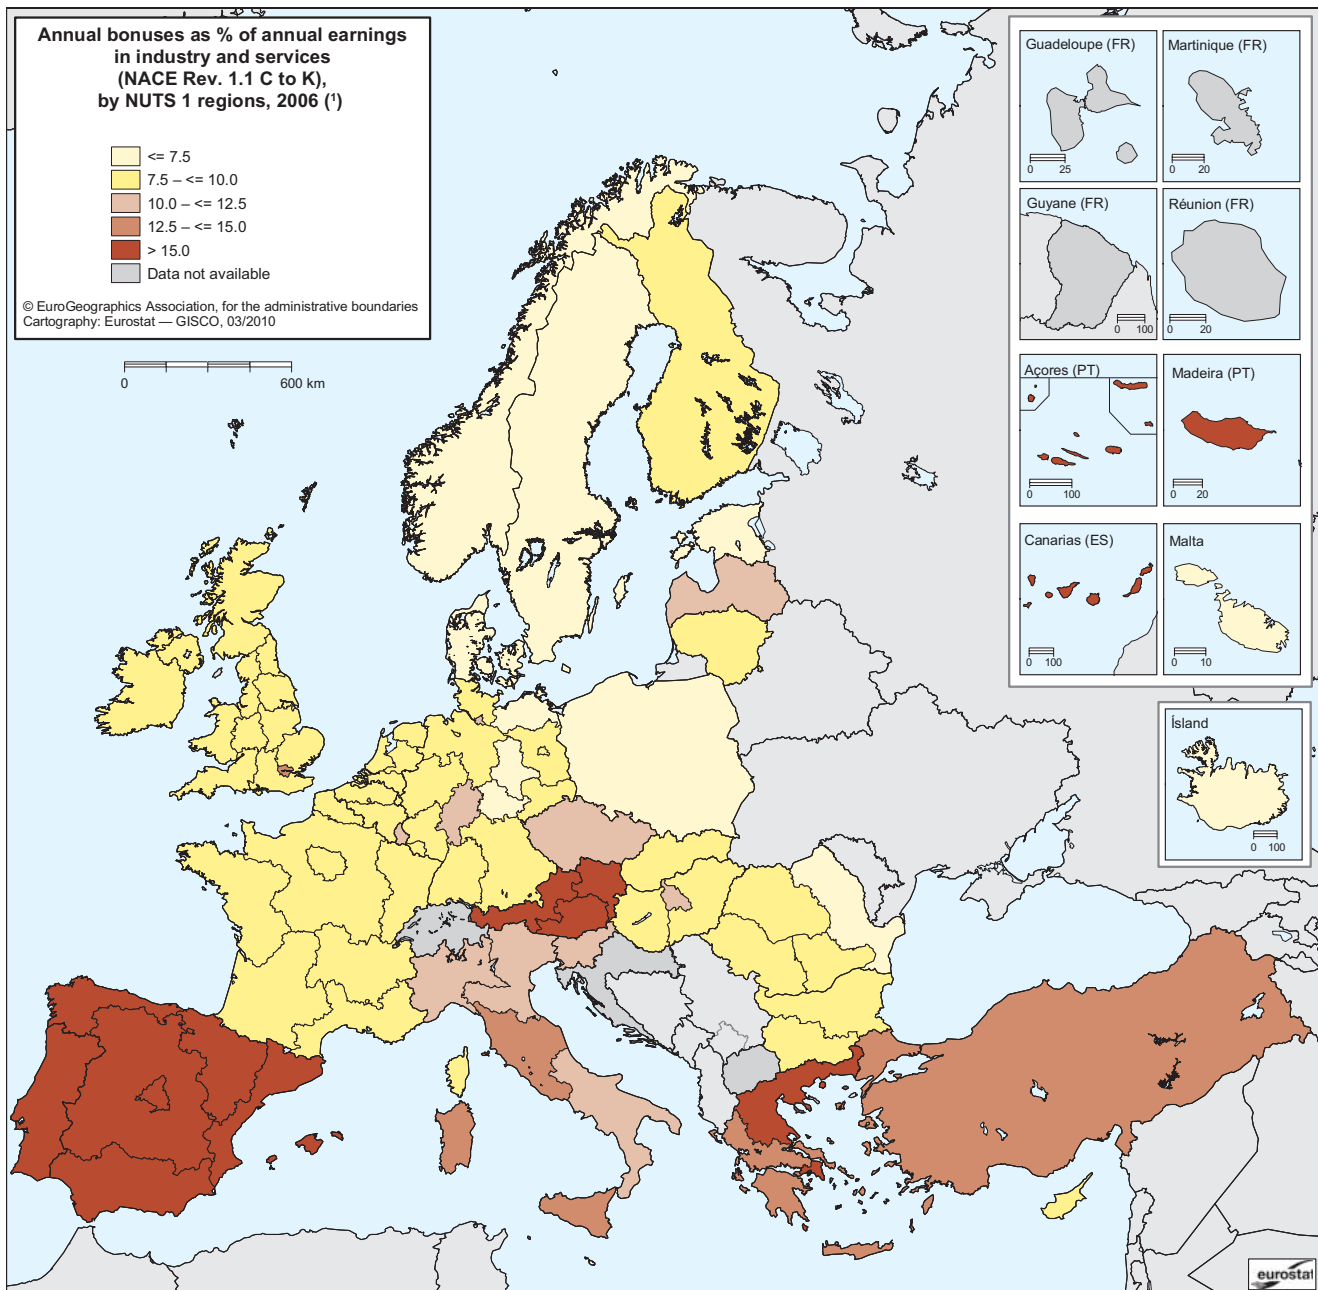 Annual bonuses as % of annual earnings
in industry and services
(NACE Rev. 1.1 C to K),
by NUTS 1 regions, 2006 (¹)
<= 7.5
7.5 – <= 10.0
10.0 – <= 12.5
12.5 – <= 15.0
> 15.0
Data not available
© EuroGeographics Association, for the administrative boundaries
Cartography: Eurostat — GISCO, 03/2010
0 600 km
Guadeloupe (FR)
0 25
Martinique (FR)
0 20
Guyane (FR)
0 100
Réunion (FR)
0 20
Açores (PT)
0 100
Madeira (PT)
0 20
Canarias (ES)
0 100
Malta
0 10
Ísland
0 100
eurostat